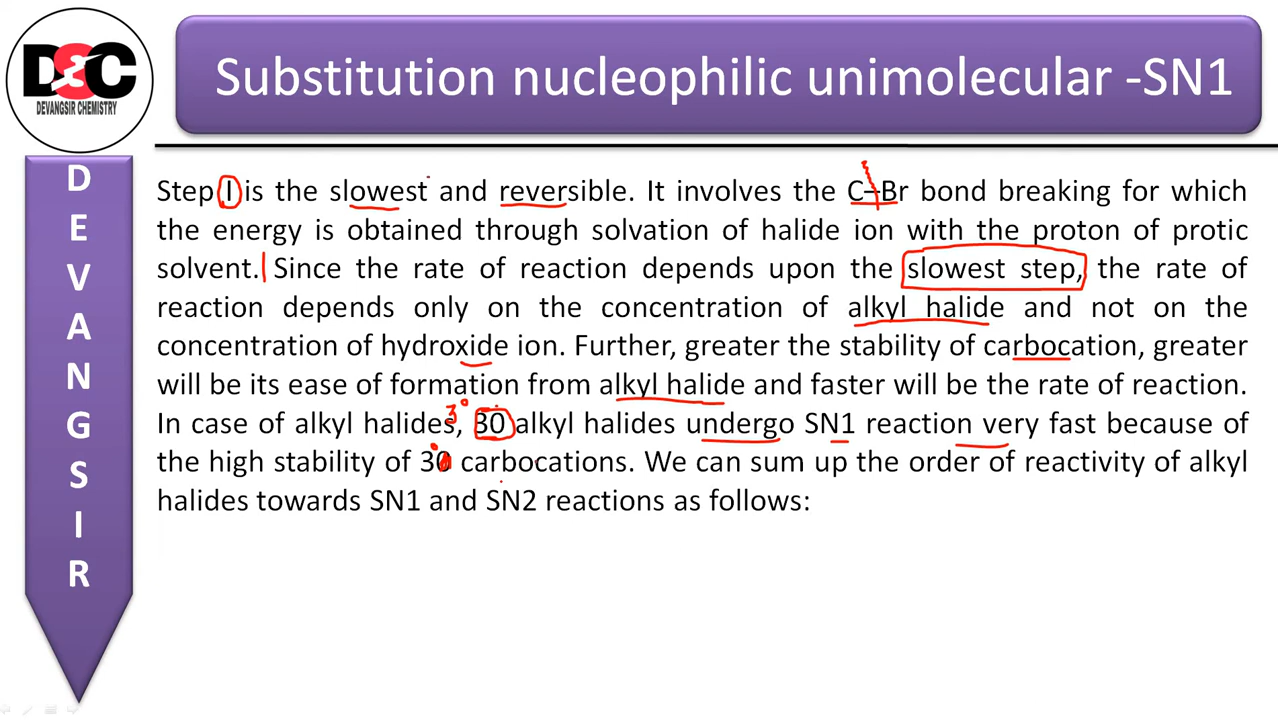 D&C
DEVANGSIR CHEMISTRY
Substitution nucleophilic unimolecular -SN1
D
E
V
A
N
G
S
I
R
Step I is the slowest and reversible. It involves the C–Br bond breaking for which
the energy is obtained through solvation of halide ion with the proton of protic
solvent. Since the rate of reaction depends upon the slowest step, the rate of
reaction depends only on the concentration of alkyl halide and not on the
concentration of hydroxide ion. Further, greater the stability of carbocation, greater
will be its ease of formation from alkyl halide and faster will be the rate of reaction.
3°
In case of alkyl halides, 30 alkyl halides undergo SN1 reaction very fast because of
the high stability of 30 carbocations. We can sum up the order of reactivity of alkyl
halides towards SN1 and SN2 reactions as follows: